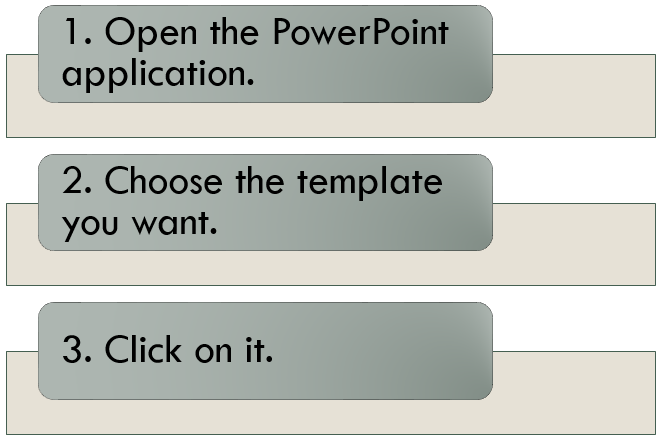 1. Open the PowerPoint
application.
2. Choose the template
you want.
3. Click on it.